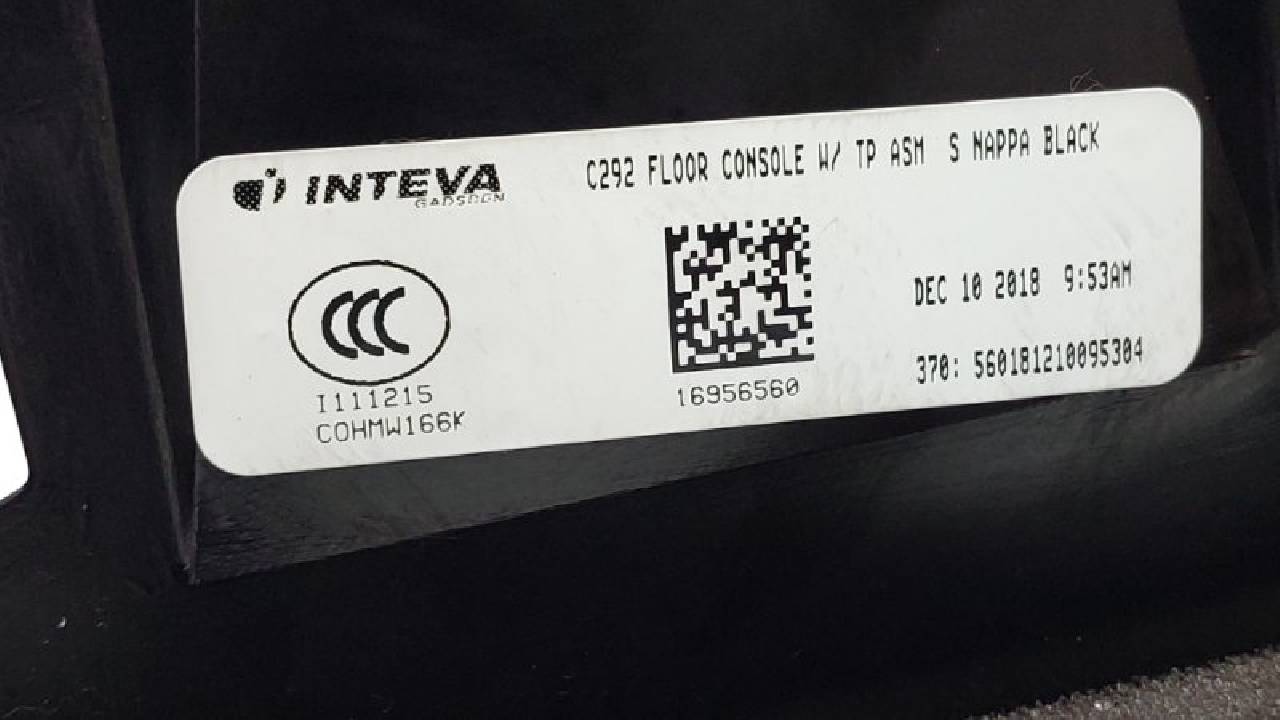 INTEVA
GADSDEN
C292 FLOOR CONSOLE W/ TP ASM S NAPPA BLACK
CCC
I111215
COHMW166K
16956560
DEC 10 2018 9:53AM
370: 560181210095304